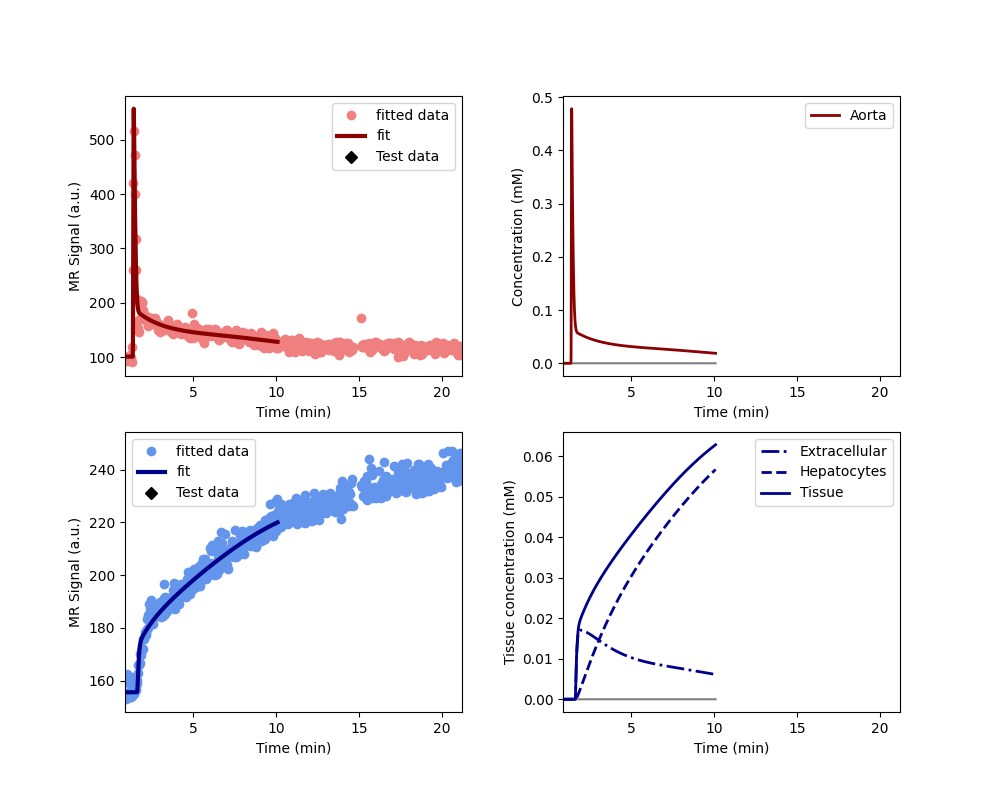 500
400
300
200
100
5
10
15
20
MR Signal (a.u.)
Time (min)
fitted data
fit
Test data
0.5
0.4
0.3
0.2
0.1
0.0
5
10
15
20
Concentration (mM)
Time (min)
Aorta
240
220
200
180
160
5
10
15
20
MR Signal (a.u.)
Time (min)
fitted data
fit
Test data
0.06
0.05
0.04
0.03
0.02
0.01
0.00
5
10
15
20
Tissue concentration (mM)
Time (min)
Extracellular
Hepatocytes
Tissue